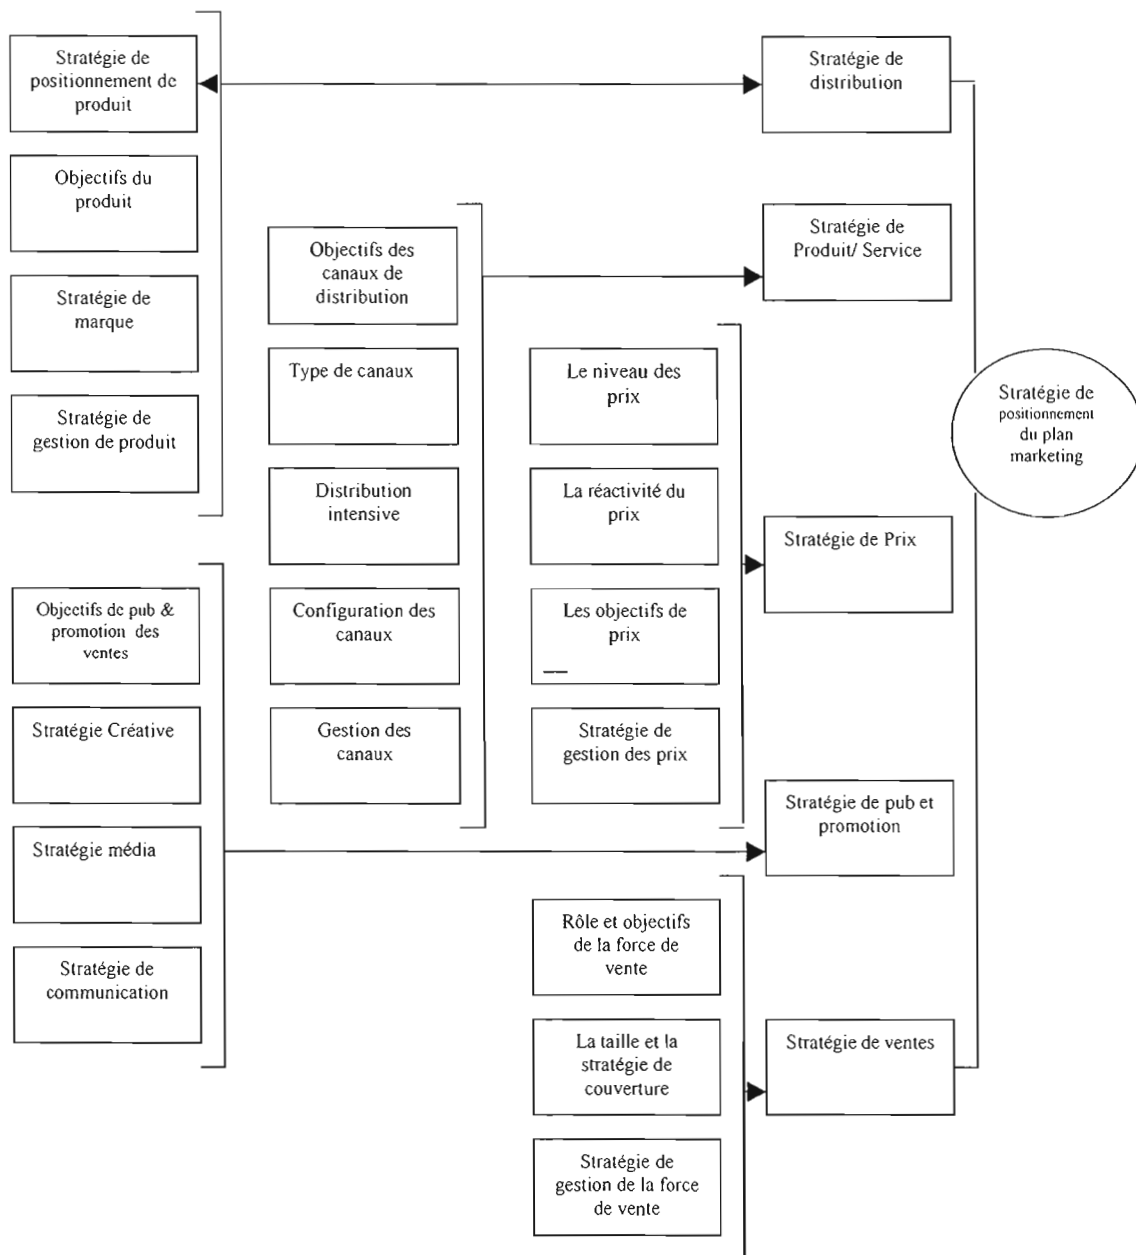 Stratégie de
positionnement de
produit
Objectifs du
produit
Stratégie de
marque
Stratégie de
gestion de produit
Objectifs de pub &
promotion des
ventes
Stratégie Créative
Stratégie média
Stratégie de
communication
Objectifs des
canaux de
distribution
Type de canaux
Distribution
intensive
Configuration des
canaux
Gestion des
canaux
Le niveau des
prix
La réactivité du
prix
Les objectifs de
prix
Stratégie de
gestion des prix
Rôle et objectifs
de la force de
vente
La taille et la
stratégie de
couverture
Stratégie de
gestion de la force
de vente
Stratégie de
distribution
Stratégie de
Produit/ Service
Stratégie de Prix
Stratégie de pub et
promotion
Stratégie de ventes
Stratégie de
positionnement
du plan
marketing